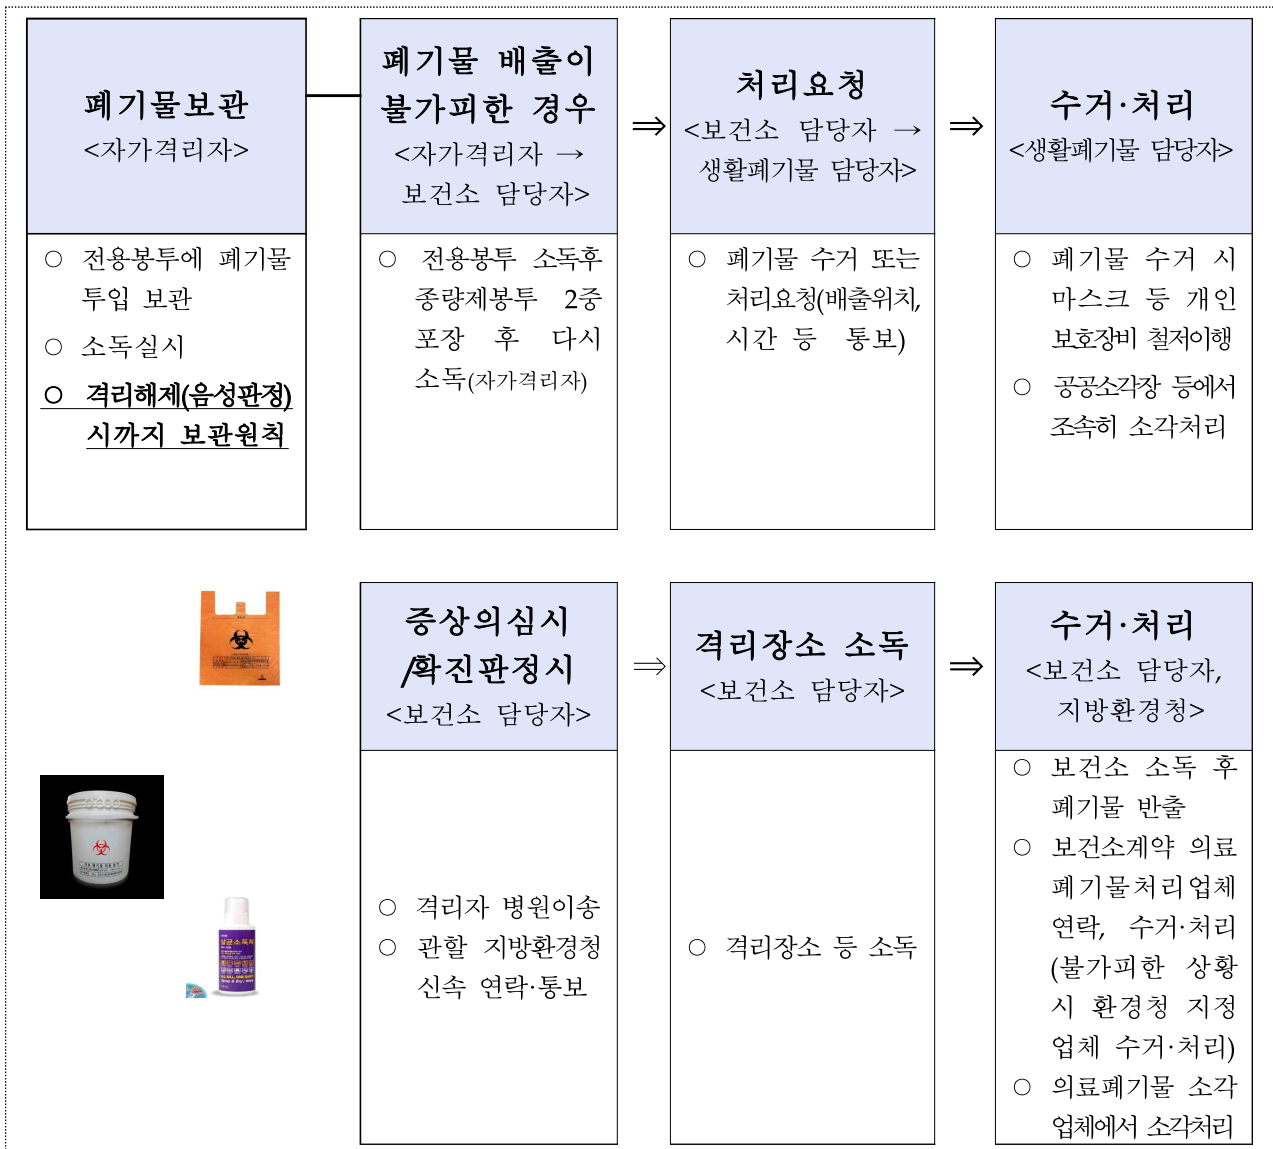 폐기물보관
<자가격리자>
○ 전용봉투에 폐기물
투입 보관
○ 소독실시
○ 격리해제(음성판정)
시까지 보관원칙
폐기물 배출이
불가피한 경우
<자가격리자 →
보건소 담당자>
○ 전용봉투 소독후
종량제봉투 2중
포장 후 다시
소독(자가격리자)
⇒
처리요청
<보건소 담당자 →
생활폐기물 담당자>
○ 폐기물 수거 또는
처리요청(배출위치,
시간 등 통보)
⇒
수거·처리
<생활폐기물 담당자>
○ 폐기물 수거 시
마스크 등 개인
보호장비 철저이행
○ 공공소각장 등에서
조속히 소각처리
증상의심시
/확진판정시
<보건소 담당자>
○ 격리자 병원이송
○ 관할 지방환경청
신속 연락·통보
⇒
격리장소 소독
<보건소 담당자>
○ 격리장소 등 소독
⇒
수거·처리
<보건소 담당자,
지방환경청>
○ 보건소 소독 후
폐기물 반출
○ 보건소계약 의료
폐기물처리업체
연락, 수거·처리
(불가피한 상황
시 환경청 지정
업체 수거·처리)
○ 의료폐기물 소각
업체에서 소각처리
살균소독제